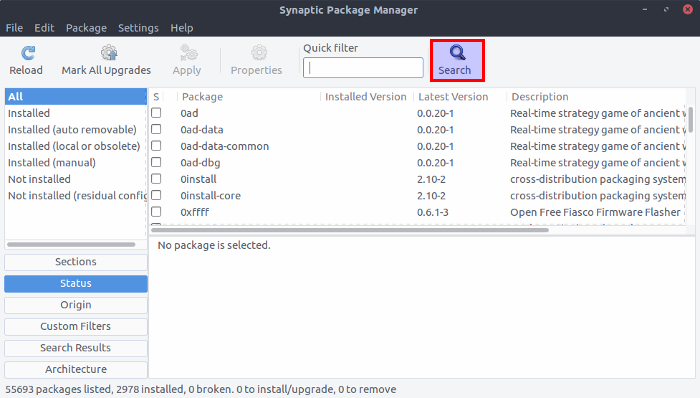 Synaptic Package Manager
File Edit Package Settings Help
Quick filter
Reload Mark All Upgrades Apply Properties Search
All
Installed
Installed (auto removable)
Installed (local or obsolete)
Installed (manual)
Not installed
Not installed (residual config
S Package Installed Version Latest Version Description
0ad 0.0.20-1 Real-time strategy game of ancient w
0ad-data 0.0.20-1 Real-time strategy game of ancient w
0ad-data-common 0.0.20-1 Real-time strategy game of ancient w
0ad-dbg 0.0.20-1 Real-time strategy game of ancient w
0install 2.10-2 cross-distribution packaging system
0install-core 2.10-2 cross-distribution packaging system
0xffff 0.6.1-3 Open Free Fiasco Firmware Flasher
No package is selected.
Sections
Status
Origin
Custom Filters
Search Results
Architecture
55693 packages listed, 2978 installed, 0 broken. 0 to install/upgrade, 0 to remove